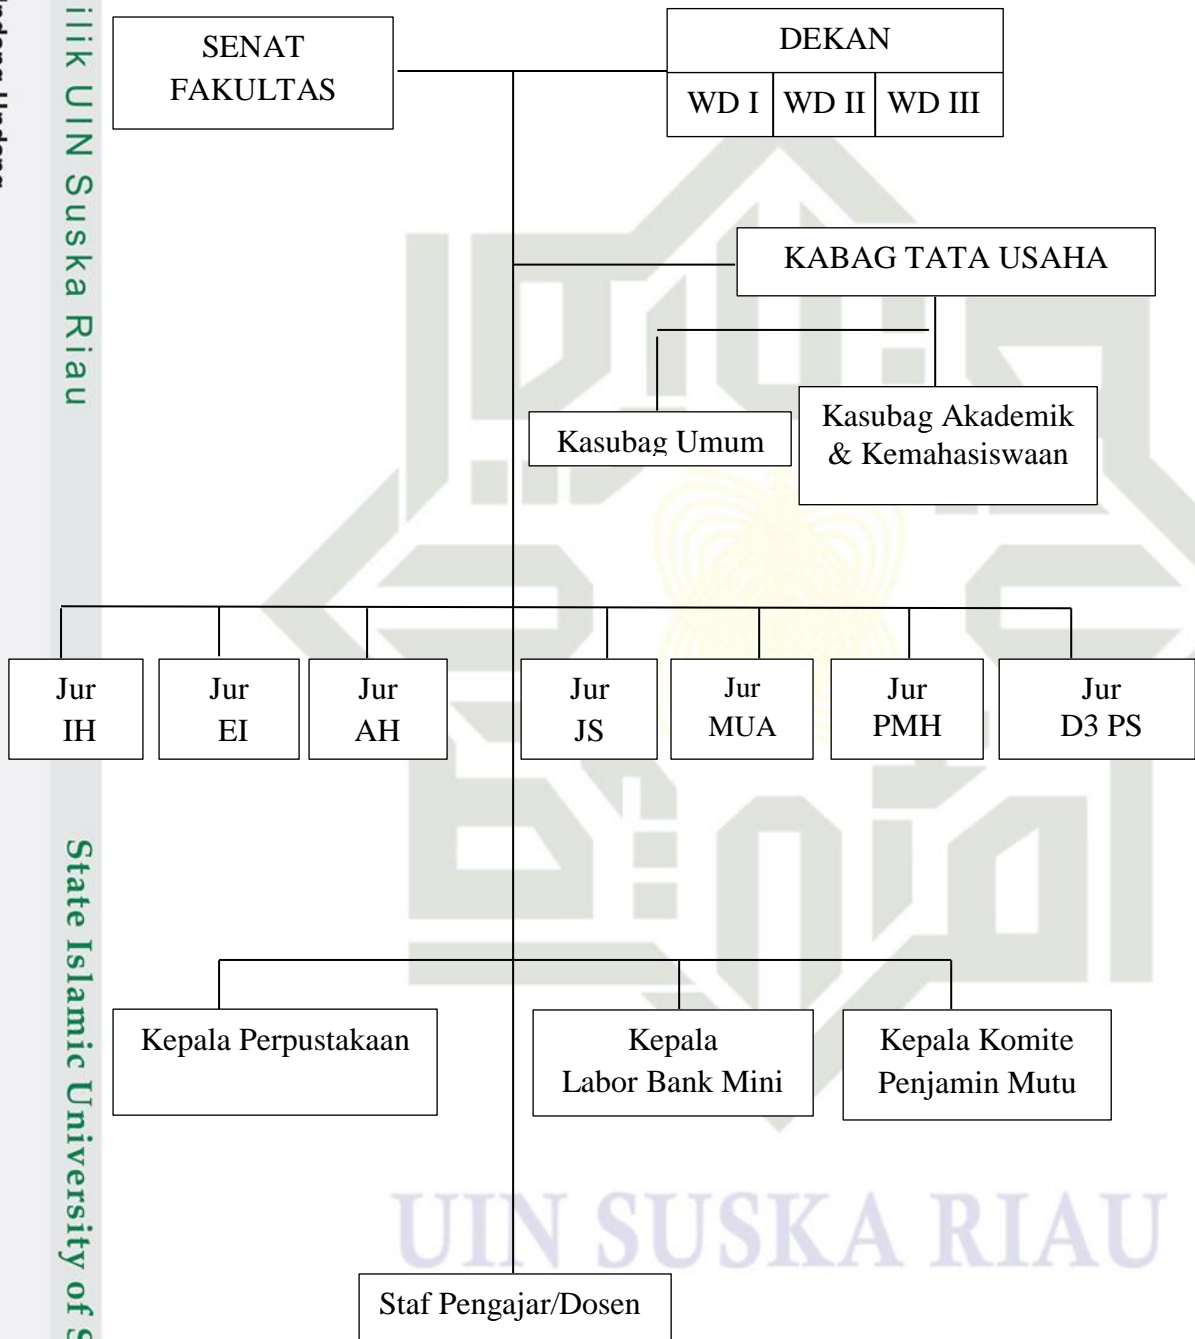 SENAT
FAKULTAS
DEKAN
WD I
WD II
WD III
KABAG TATA USAHA
Kasubag Umum
Kasubag Akademik
& Kemahasiswaan
Jur
IH
Jur
EI
Jur
AH
Jur
JS
Jur
MUA
Jur
PMH
Jur
D3 PS
Kepala Perpustakaan
Kepala
Labor Bank Mini
Kepala Komite
Penjamin Mutu
Staf Pengajar/Dosen
UIN SUSKA RIAU
UIN Suska Riau
State Islamic University of